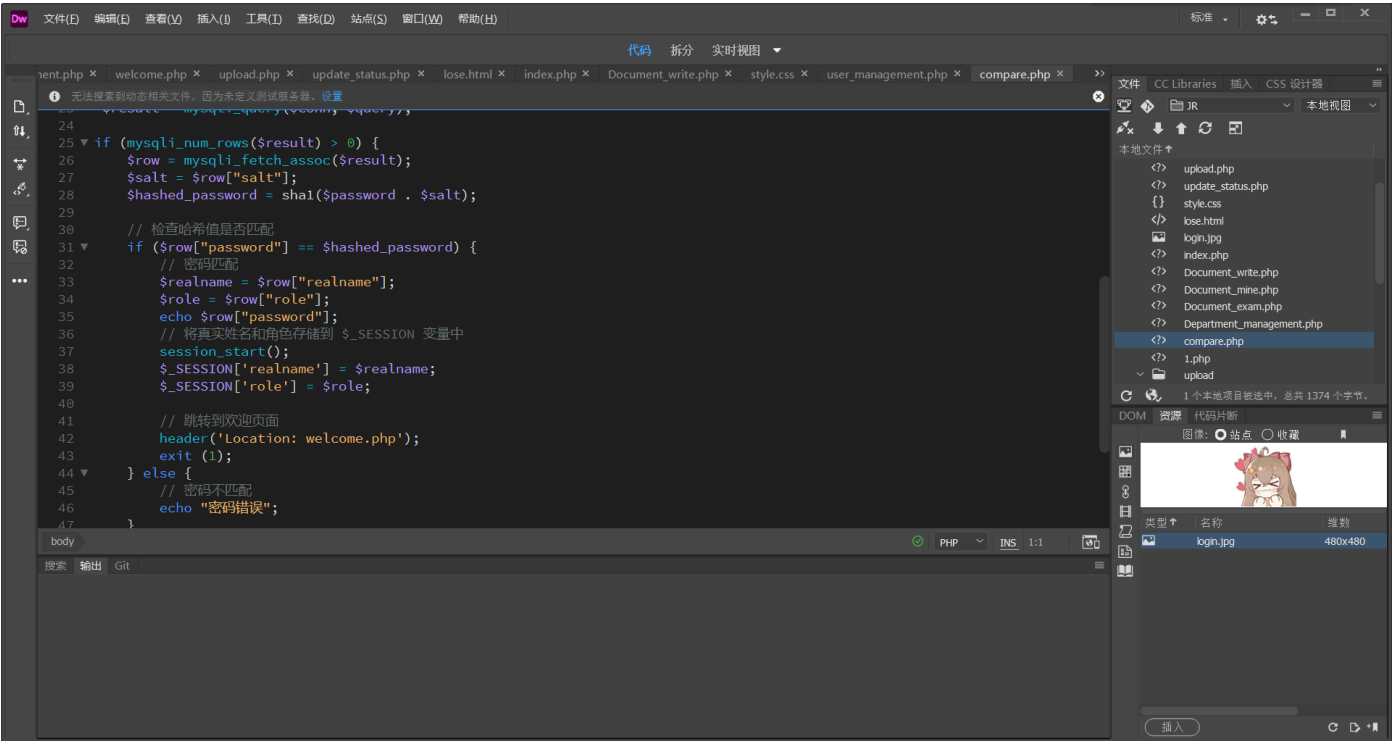 Dw 文件(F) 编辑(E) 查看(V) 插入(I) 工具(T) 查找(D) 站点(S) 窗口(W) 帮助(H) 标准
代码 拆分 实时视图
nent.php × welcome.php × upload.php × update_status.php × lose.html × index.php × Document_write.php × style.css × user_management.php × compare.php ×
无法搜索到动态相关文件，因为未定义测试服务器。设置
23 $result = mysqli_query($conn, $query);
24
25 if (mysqli_num_rows($result) > 0) {
26 $row = mysqli_fetch_assoc($result);
27 $salt = $row["salt"];
28 $hashed_password = sha1($password . $salt);
29
30 // 检查哈希值是否匹配
31 if ($row["password"] == $hashed_password) {
32 // 密码匹配
33 $realname = $row["realname"];
34 $role = $row["role"];
35 echo $row["password"];
36 // 将真实姓名和角色存储到 $_SESSION 变量中
37 session_start();
38 $_SESSION['realname'] = $realname;
39 $_SESSION['role'] = $role;
40
41 // 跳转到欢迎页面
42 header('Location: welcome.php');
43 exit (1);
44 } else {
45 // 密码不匹配
46 echo "密码错误";
47 }
body PHP INS 1:1
搜索 输出 Git
文件 CC Libraries 插入 CSS 设计器
JR 本地视图
本地文件
upload.php
update_status.php
style.css
lose.html
login.jpg
index.php
Document_write.php
Document_mine.php
Document_exam.php
Department_management.php
compare.php
1.php
upload
1 个本地项目被选中，总共 1374 个字节。
DOM 资源 代码片断
图像: 站点 收藏
类型 名称 维数
login.jpg 480x480
插入